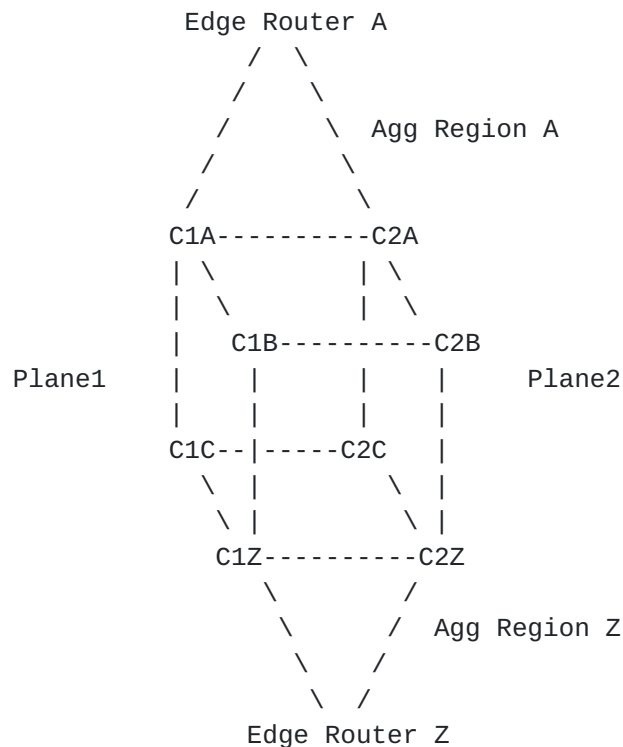 Edge Router A
Agg Region A
C1A----------C2A
C1B----------C2B
Plane1 Plane2
C1C--|-----C2C
C1Z----------C2Z
Agg Region Z
Edge Router Z